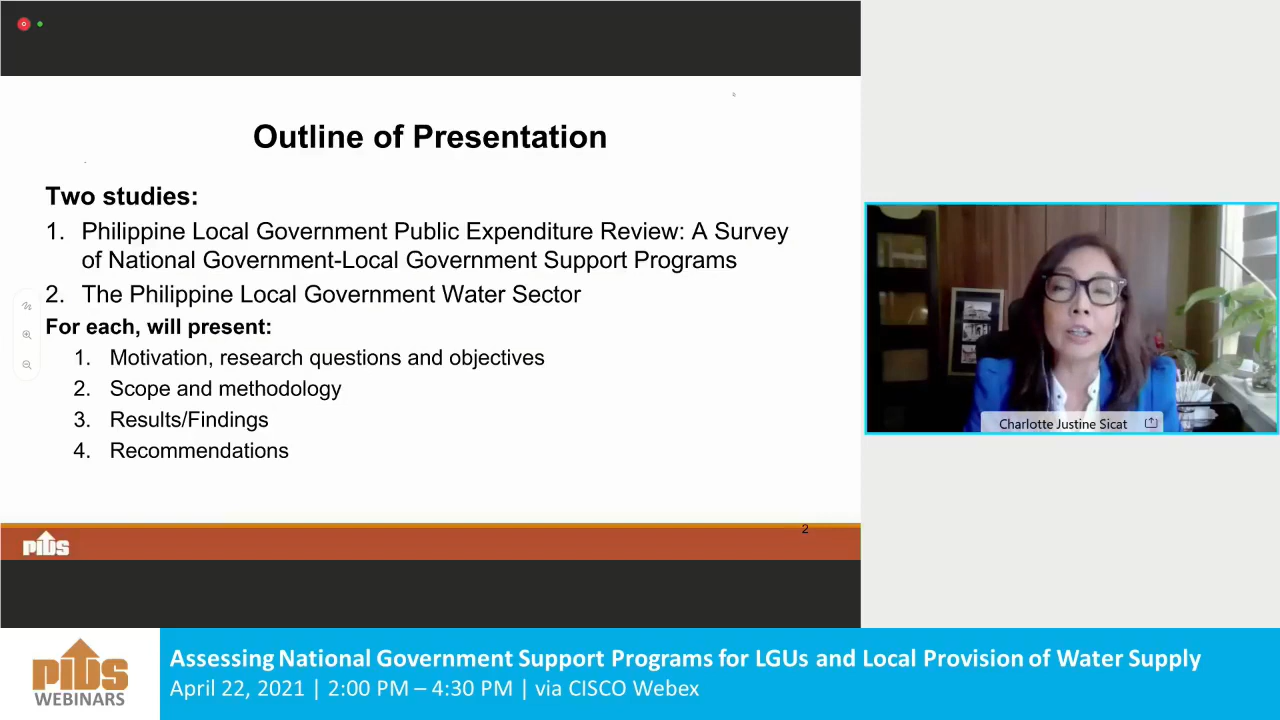 Outline of Presentation
Two studies:
1. Philippine Local Government Public Expenditure Review: A Survey
of National Government-Local Government Support Programs
2. The Philippine Local Government Water Sector
For each, will present:
1. Motivation, research questions and objectives
2. Scope and methodology
3. Results/Findings
4. Recommendations
2
PIDS
Charlotte Justine Sicat
PIDS
WEBINARS
Assessing National Government Support Programs for LGUs and Local Provision of Water Supply
April 22, 2021 | 2:00 PM – 4:30 PM | via CISCO Webex